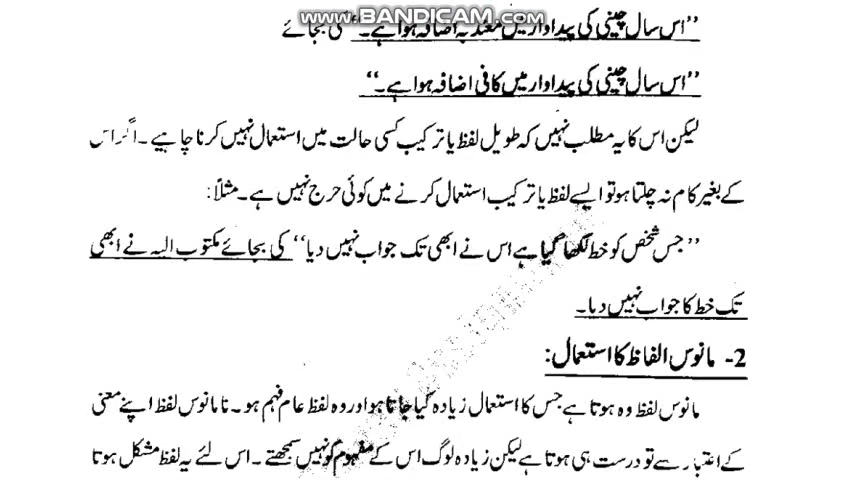 WWW.BANDICAM.COM
”اس سال چینی کی پیداوار میں معتدبہ اضافہ ہوا ہے۔“ کی بجائے
”اس سال چینی کی پیداوار میں کافی اضافہ ہوا ہے۔“
لیکن اس کا یہ مطلب نہیں کہ طویل لفظ یا ترکیب کسی حالت میں استعمال نہیں کرنا چاہیے۔ اگر اس
کے بغیر کام نہ چلتا ہو تو ایسے لفظ یا ترکیب استعمال کرنے میں کوئی حرج نہیں ہے۔ مثلاً:
”جس شخص کو خط لکھا گیا ہے اس نے ابھی تک جواب نہیں دیا“ کی بجائے مکتوب الیہ نے ابھی
تک خط کا جواب نہیں دیا۔
2- مانوس الفاظ کا استعمال:
مانوس لفظ وہ ہوتا ہے جس کا استعمال زیادہ کیا جاتا ہو اور وہ لفظ عام فہم ہو۔ نامانوس لفظ اپنے معنی
کے اعتبار سے تو درست ہی ہوتا ہے لیکن زیادہ لوگ اس کے مفہوم کو نہیں سمجھتے۔ اس لئے یہ لفظ مشکل ہوتا